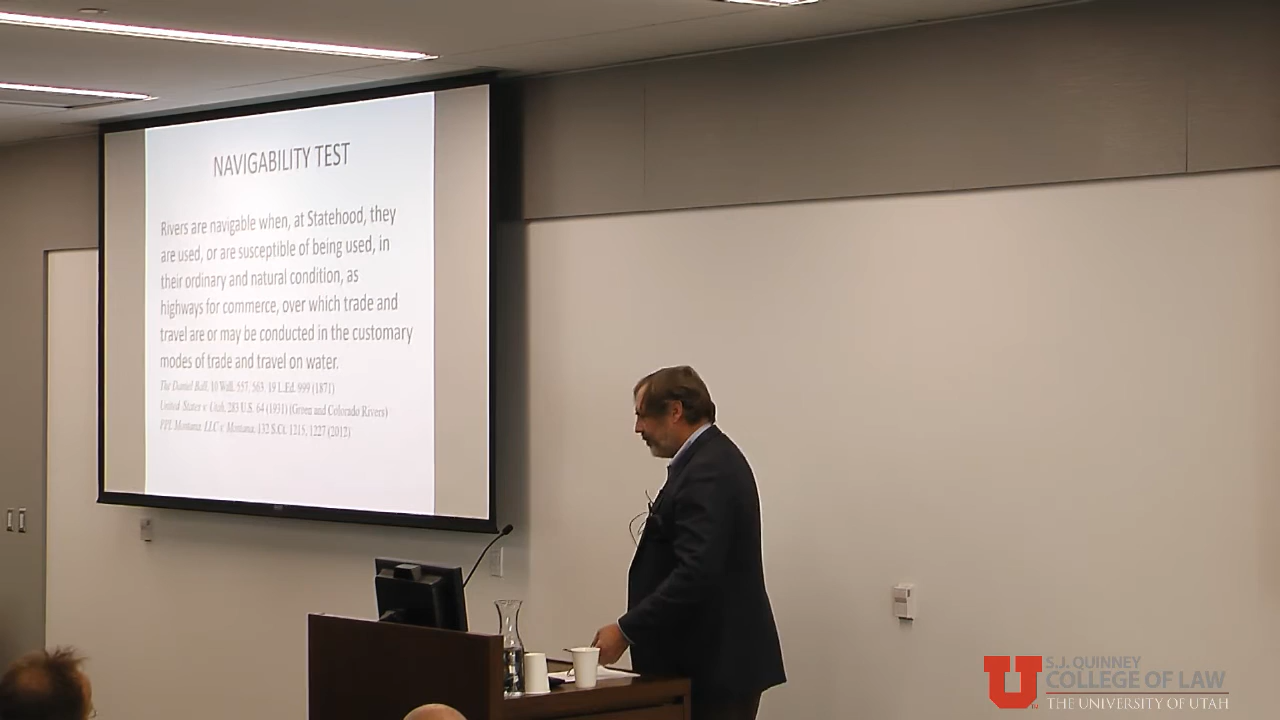 NAVIGABILITY TEST
Rivers are navigable when, at Statehood, they
are used, or are susceptible of being used, in
their ordinary and natural condition, as
highways for commerce, over which trade and
travel are or may be conducted in the customary
modes of trade and travel on water.
The Daniel Ball, 10 Wall. 557, 563, 19 L.Ed. 999 (1871)
United States v. Utah, 283 U.S. 64 (1931) (Green and Colorado Rivers)
PPL Montana, LLC v. Montana, 132 S.Ct. 1215, 1227 (2012)
U
S.J. QUINNEY
COLLEGE OF LAW
THE UNIVERSITY OF UTAH